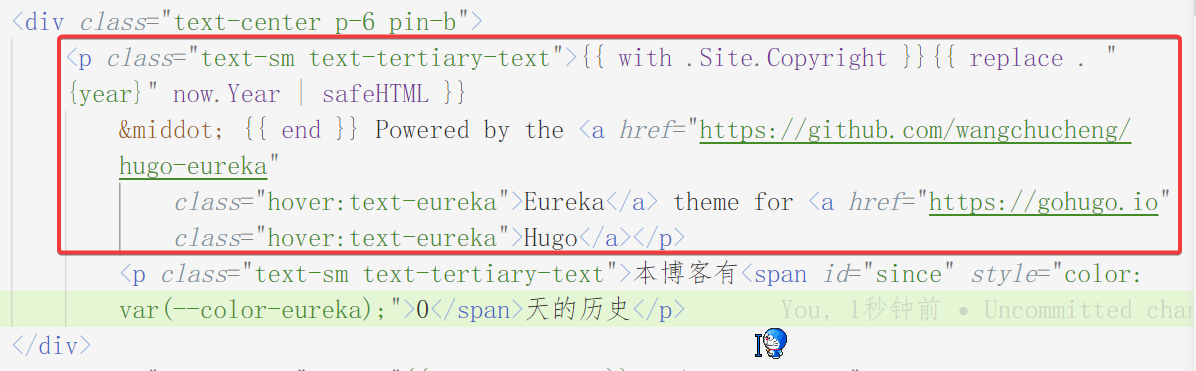 <div class="text-center p-6 pin-b">
<p class="text-sm text-tertiary-text">{{ with .Site.Copyright }}{{ replace . "
{year}" now.Year | safeHTML }}
&middot; {{ end }} Powered by the <a href="https://github.com/wangchucheng/
hugo-eureka"
class="hover:text-eureka">Eureka</a> theme for <a href="https://gohugo.io"
class="hover:text-eureka">Hugo</a></p>
<p class="text-sm text-tertiary-text">本博客有<span id="since" style="color:
var(--color-eureka);">0</span>天的历史</p> You, 1秒钟前 • Uncommitted char
</div>